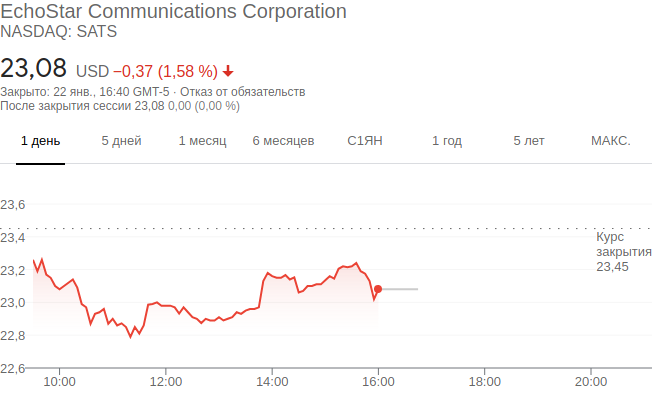 EchoStar Communications Corporation
NASDAQ: SATS
23,08 USD −0,37 (1,58 %)
Закрыто: 22 янв., 16:40 GMT-5 · Отказ от обязательств
После закрытия сессии 23,08 0,00 (0,00 %)
1 день 5 дней 1 месяц 6 месяцев С1ЯН 1 год 5 лет МАКС.
23,6
23,4
Курс
закрытия
23,45
23,2
23,0
22,8
22,6
10:00 12:00 14:00 16:00 18:00 20:00